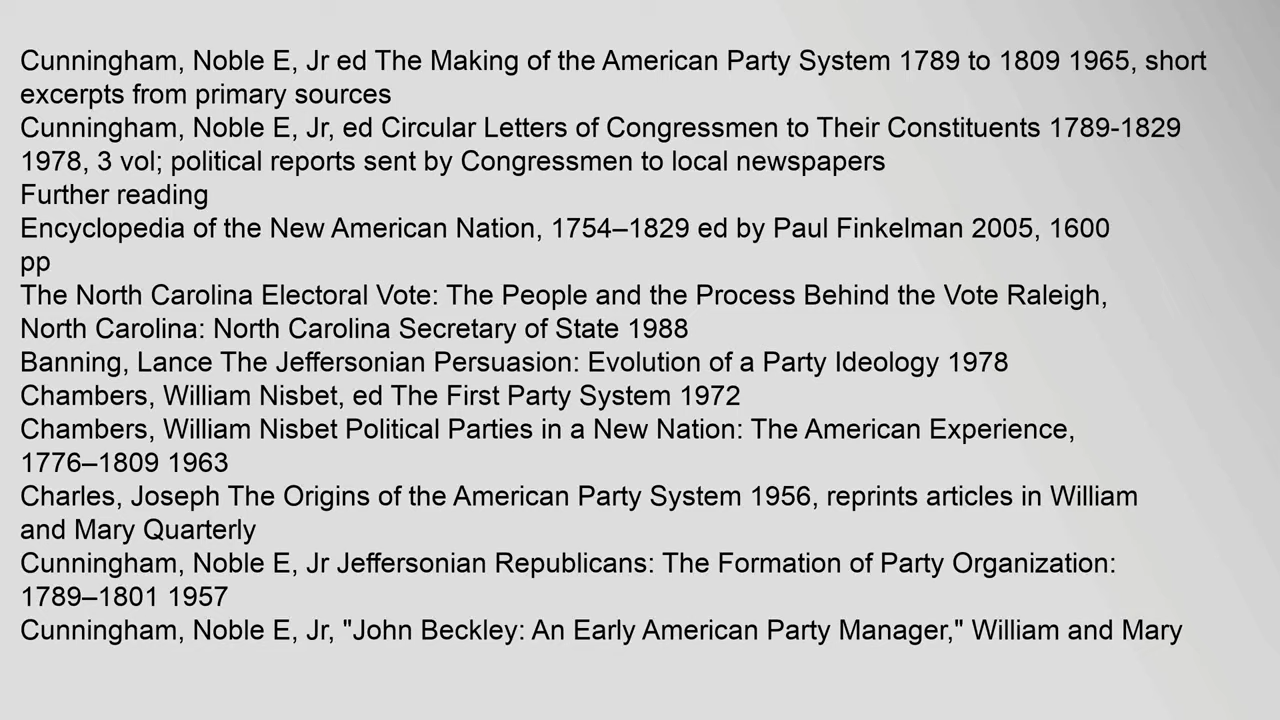 Cunningham, Noble E, Jr ed The Making of the American Party System 1789 to 1809 1965, short
excerpts from primary sources
Cunningham, Noble E, Jr, ed Circular Letters of Congressmen to Their Constituents 1789-1829
1978, 3 vol; political reports sent by Congressmen to local newspapers
Further reading
Encyclopedia of the New American Nation, 1754–1829 ed by Paul Finkelman 2005, 1600
pp
The North Carolina Electoral Vote: The People and the Process Behind the Vote Raleigh,
North Carolina: North Carolina Secretary of State 1988
Banning, Lance The Jeffersonian Persuasion: Evolution of a Party Ideology 1978
Chambers, William Nisbet, ed The First Party System 1972
Chambers, William Nisbet Political Parties in a New Nation: The American Experience,
1776–1809 1963
Charles, Joseph The Origins of the American Party System 1956, reprints articles in William
and Mary Quarterly
Cunningham, Noble E, Jr Jeffersonian Republicans: The Formation of Party Organization:
1789–1801 1957
Cunningham, Noble E, Jr, "John Beckley: An Early American Party Manager," William and Mary